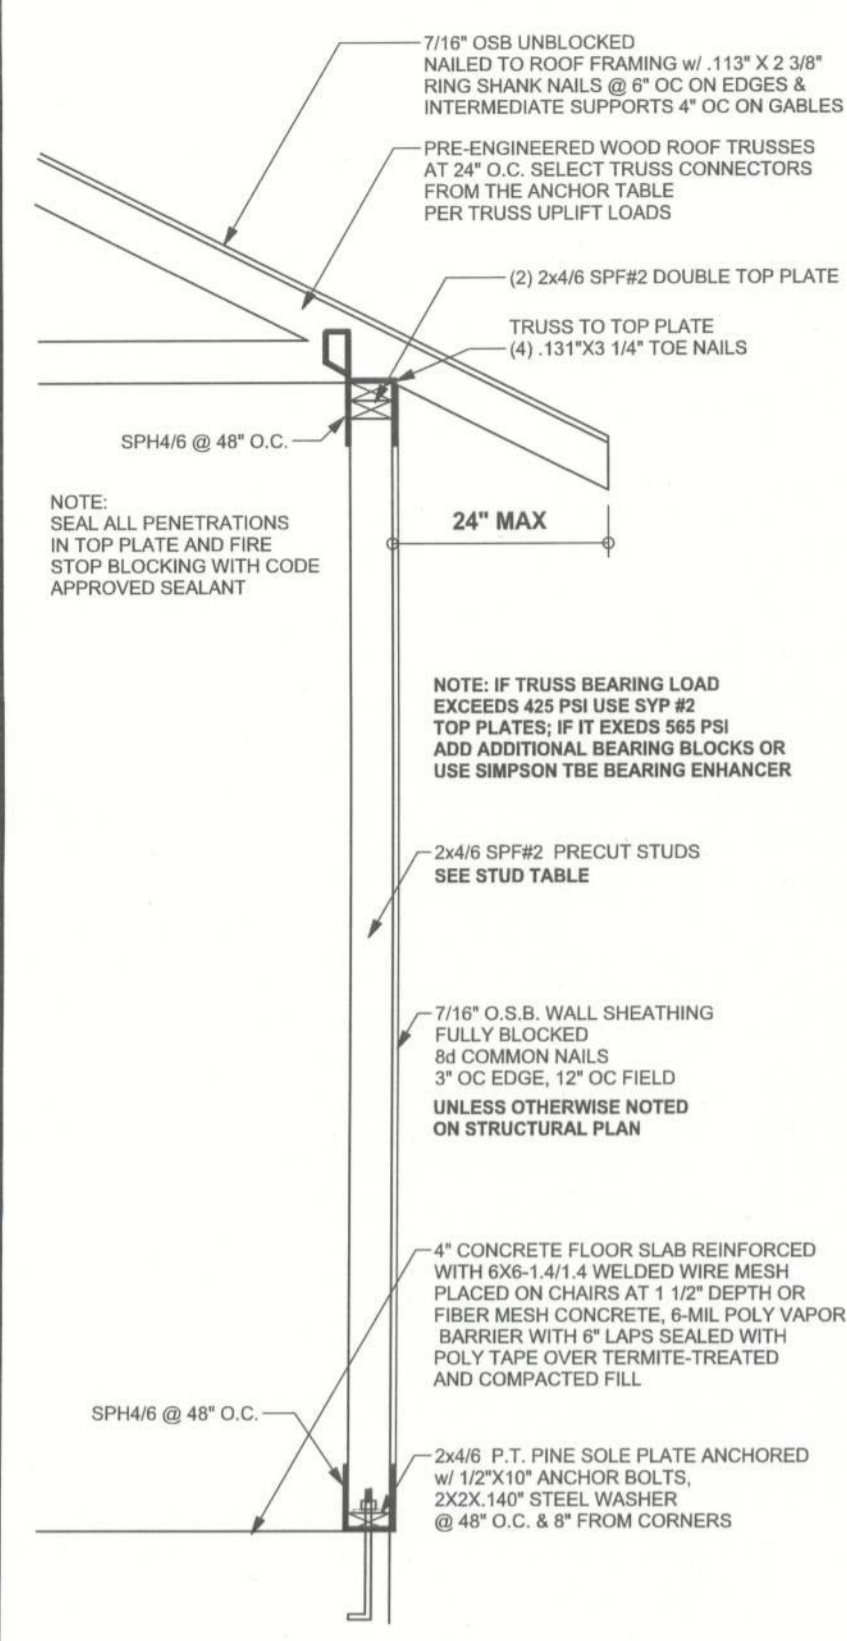 7/16" OSB UNBLOCKED
NAILED TO ROOF FRAMING w/ .113" X 2 3/8"
RING SHANK NAILS @ 6" OC ON EDGES &
INTERMEDIATE SUPPORTS 4" OC ON GABLES
PRE-ENGINEERED WOOD ROOF TRUSSES
AT 24" O.C. SELECT TRUSS CONNECTORS
FROM THE ANCHOR TABLE
PER TRUSS UPLIFT LOADS
(2) 2x4/6 SPF#2 DOUBLE TOP PLATE
TRUSS TO TOP PLATE
(4) .131"X3 1/4" TOE NAILS
SPH4/6 @ 48" O.C.
NOTE:
SEAL ALL PENETRATIONS
IN TOP PLATE AND FIRE
STOP BLOCKING WITH CODE
APPROVED SEALANT
24" MAX
NOTE: IF TRUSS BEARING LOAD
EXCEEDS 425 PSI USE SYP #2
TOP PLATES; IF IT EXEDS 565 PSI
ADD ADDITIONAL BEARING BLOCKS OR
USE SIMPSON TBE BEARING ENHANCER
2x4/6 SPF#2 PRECUT STUDS
SEE STUD TABLE
7/16" O.S.B. WALL SHEATHING
FULLY BLOCKED
8d COMMON NAILS
3" OC EDGE, 12" OC FIELD
UNLESS OTHERWISE NOTED
ON STRUCTURAL PLAN
4" CONCRETE FLOOR SLAB REINFORCED
WITH 6X6-1.4/1.4 WELDED WIRE MESH
PLACED ON CHAIRS AT 1 1/2" DEPTH OR
FIBER MESH CONCRETE, 6-MIL POLY VAPOR
BARRIER WITH 6" LAPS SEALED WITH
POLY TAPE OVER TERMITE-TREATED
AND COMPACTED FILL
SPH4/6 @ 48" O.C.
2x4/6 P.T. PINE SOLE PLATE ANCHORED
w/ 1/2"X10" ANCHOR BOLTS,
2X2X.140" STEEL WASHER
@ 48" O.C. & 8" FROM CORNERS